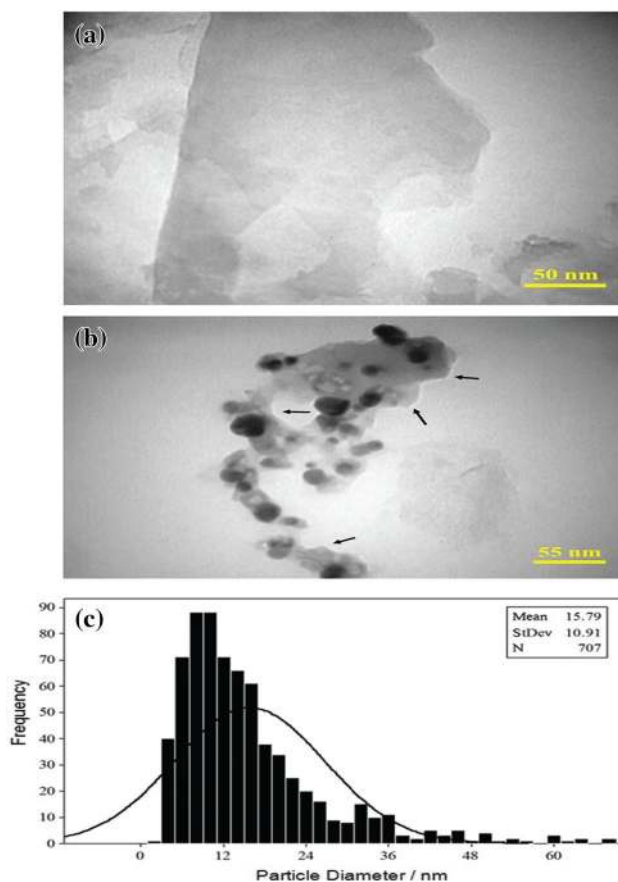 (a)
50 nm
(b)
55 nm
(c)
Mean 15.79
StDev 10.91
N 707
Frequency
90
80
70
60
50
40
30
20
10
0
0 12 24 36 48 60
Particle Diameter / nm